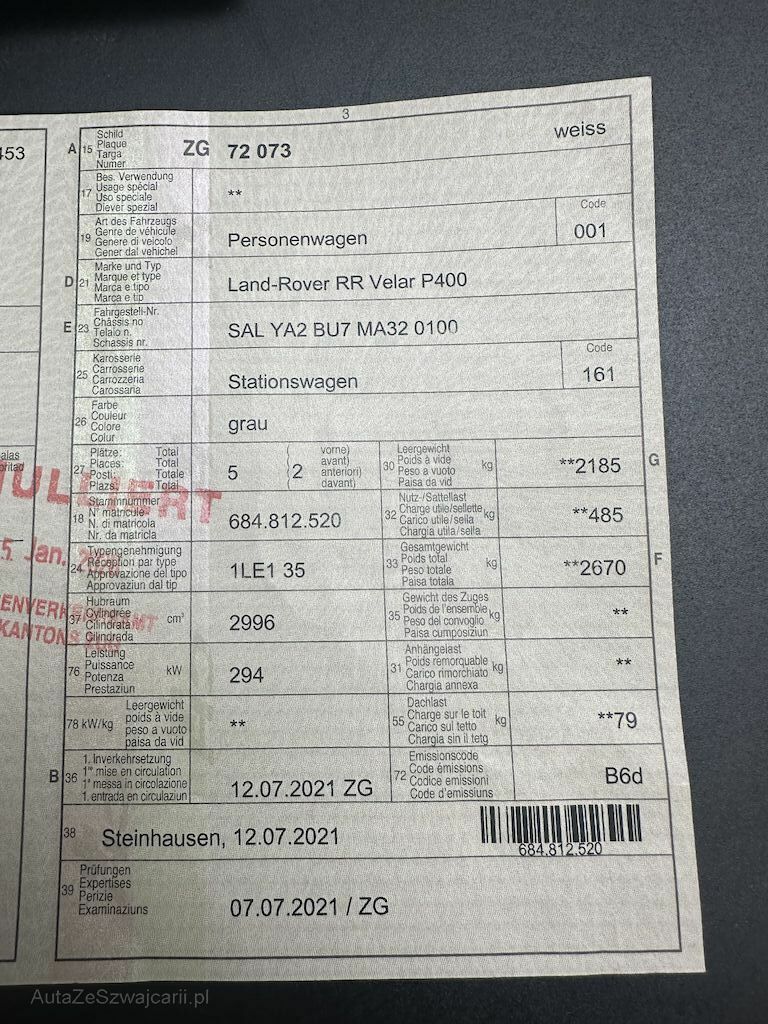 3
453
A 15 Schild
Plaque
Targa
Numer
ZG 72 073 weiss
17 Bes. Verwendung
Usage spécial
Uso speciale
Diever spezial
**
19 Art des Fahrzeugs
Genre de véhicule
Genere di veicolo
Gener dal vehichel
Personenwagen
Code
001
D 21 Marke und Typ
Marque et type
Marca e tipo
Marca e tip
Land-Rover RR Velar P400
E 23 Fahrgestell-Nr.
Châssis no
Telaio n.
Schassis nr.
SAL YA2 BU7 MA32 0100
25 Karosserie
Carrosserie
Carrozzeria
Carossaria
Stationswagen
Code
161
26 Farbe
Couleur
Colore
Colur
grau
27 Plätze: Total
Places: Total
Posti: Totale
Plazs: Total
5
( 2 vorne)
avant)
anteriori)
davant)
30 Leergewicht
Poids à vide
Peso a vuoto
Paisa da vid
kg
**2185
G
18 Stammnummer
N° matricule
N. di matricola
Nr. da matricla
684.812.520
32 Nutz-/Sattellast
Charge utile/sellette
Carico utile/sella
Chargia utila/sella
kg
**485
24 Typengenehmigung
Réception par type
Approvazione del tipo
Approvaziun dal tip
1LE1 35
33 Gesamtgewicht
Poids total
Peso totale
Paisa totala
kg
**2670
F
37 Hubraum
Cylindrée
Cilindrata
Cilindrada
cm³
2996
35 Gewicht des Zuges
Poids de l'ensemble
Peso del convoglio
Paisa cumposiziun
kg
**
76 Leistung
Puissance
Potenza
Prestaziun
kW
294
31 Anhängelast
Poids remorquable
Carico rimorchiato
Chargia annexa
kg
**
78 kW/kg Leergewicht
poids à vide
peso a vuoto
paisa da vid
**
55 Dachlast
Charge sur le toit
Carico sul tetto
Chargia sin il tetg
kg
**79
B 36 1. Inverkehrsetzung
1re mise en circulation
1a messa in circolazione
1. entrada en circulaziun
12.07.2021 ZG
72 Emissionscode
Code émissions
Codice emissioni
Code d'emissiuns
B6d
38 Steinhausen, 12.07.2021
684.812.520
39 Prüfungen
Expertises
Perizie
Examinaziuns
07.07.2021 / ZG
5. Jan.
KANTONS
AutaZeSzwajcarii.pl